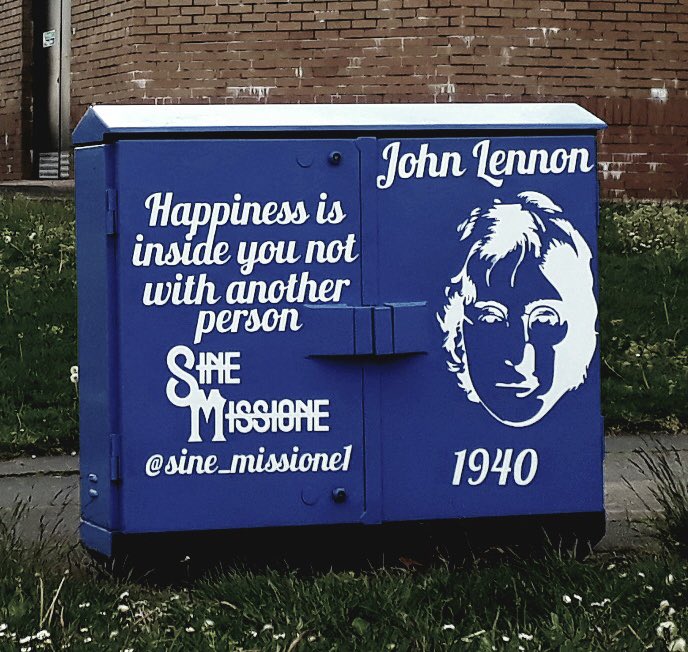 Happiness is
inside you not
with another
person
SINE
MISSIONE
@sine_missione1
John Lennon
1940